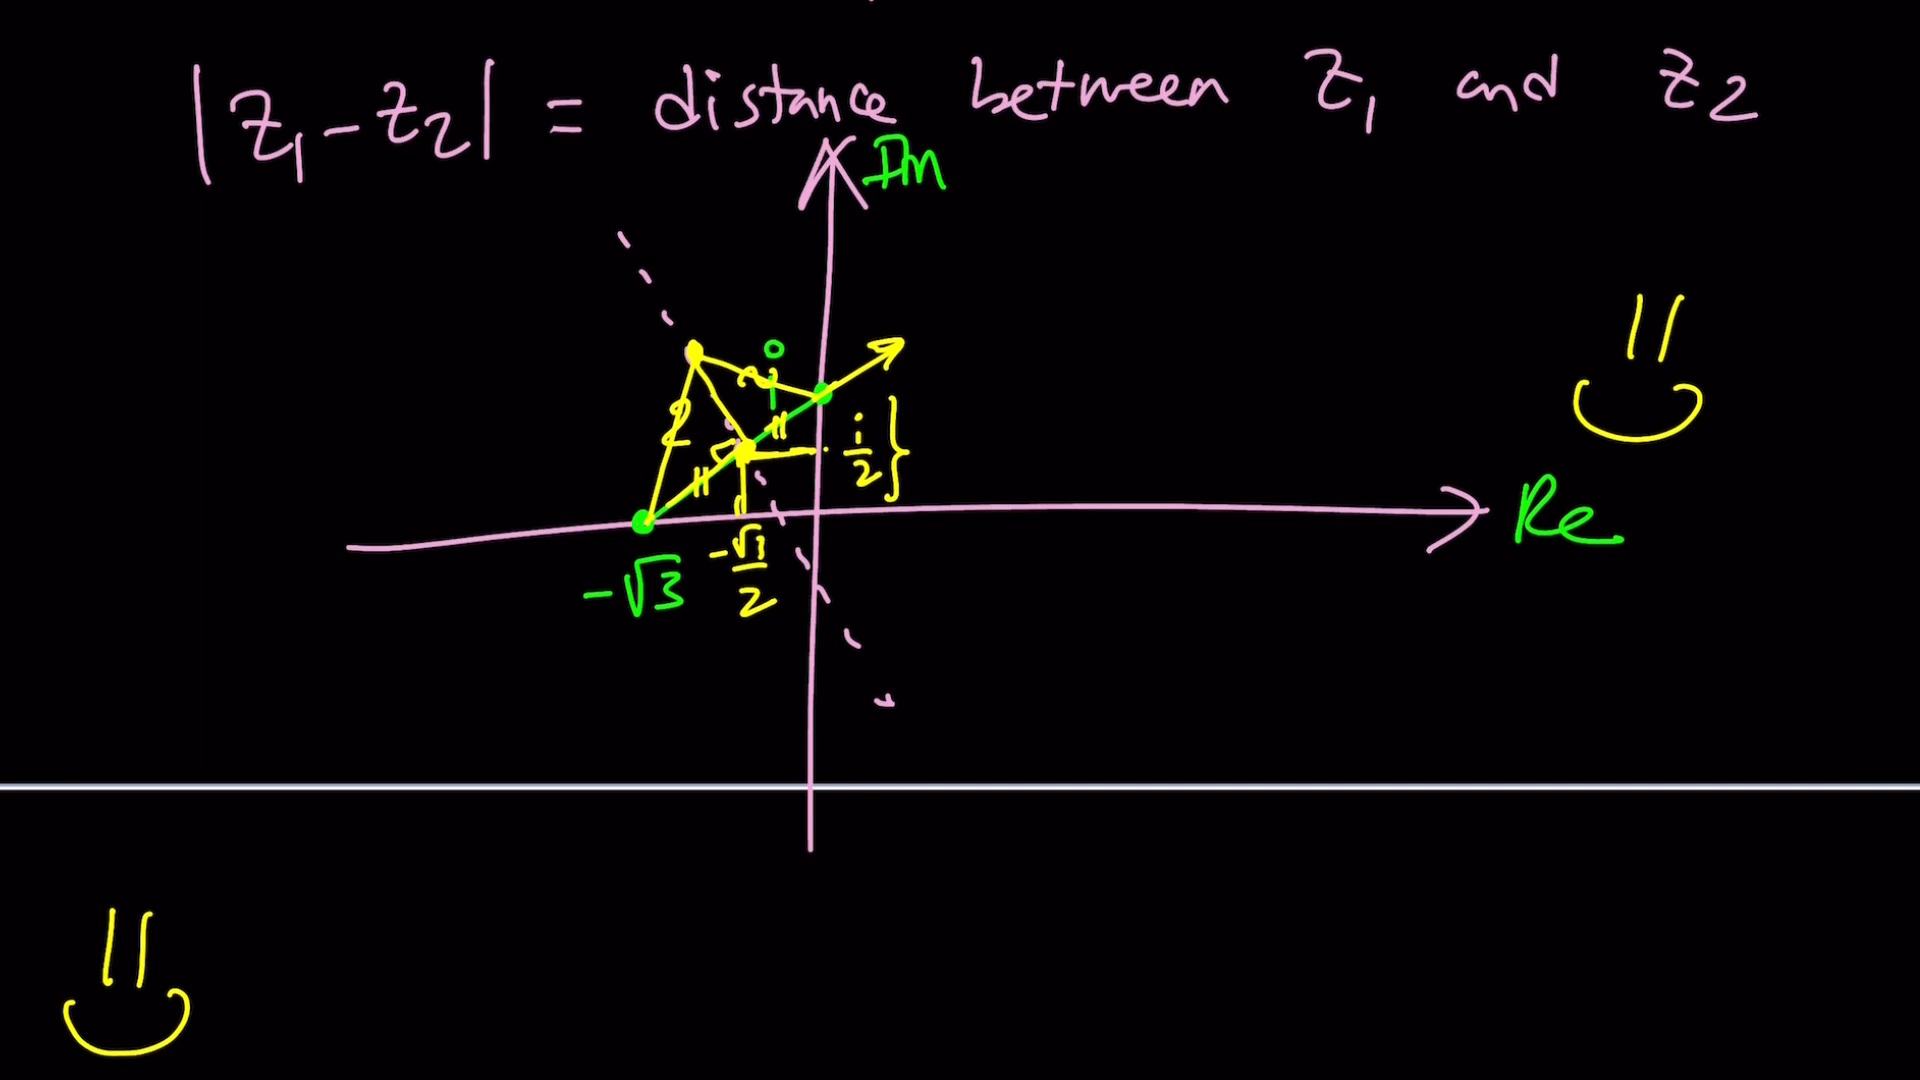 |z₁-z₂| = distance between z₁ and z₂
Im
i
2
i/2
Re
-√3
-√3/2